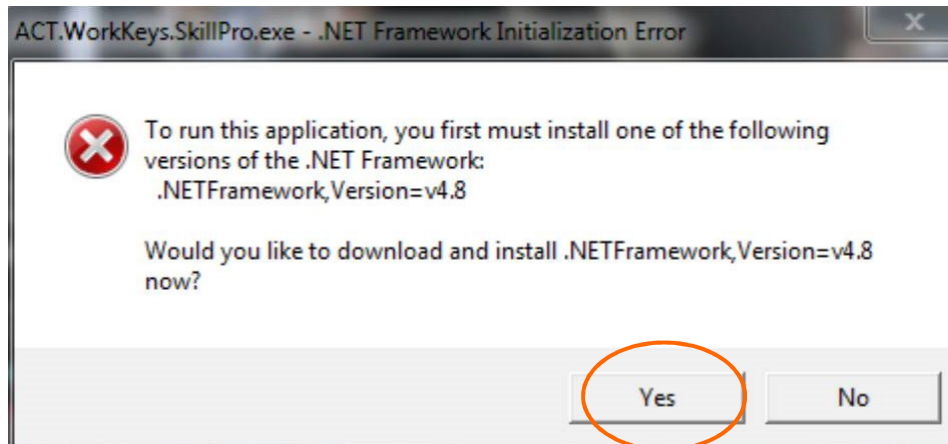 ACT.WorkKeys.SkillPro.exe - .NET Framework Initialization Error
To run this application, you first must install one of the following
versions of the .NET Framework:
.NETFramework,Version=v4.8
Would you like to download and install .NETFramework,Version=v4.8
now?
Yes No